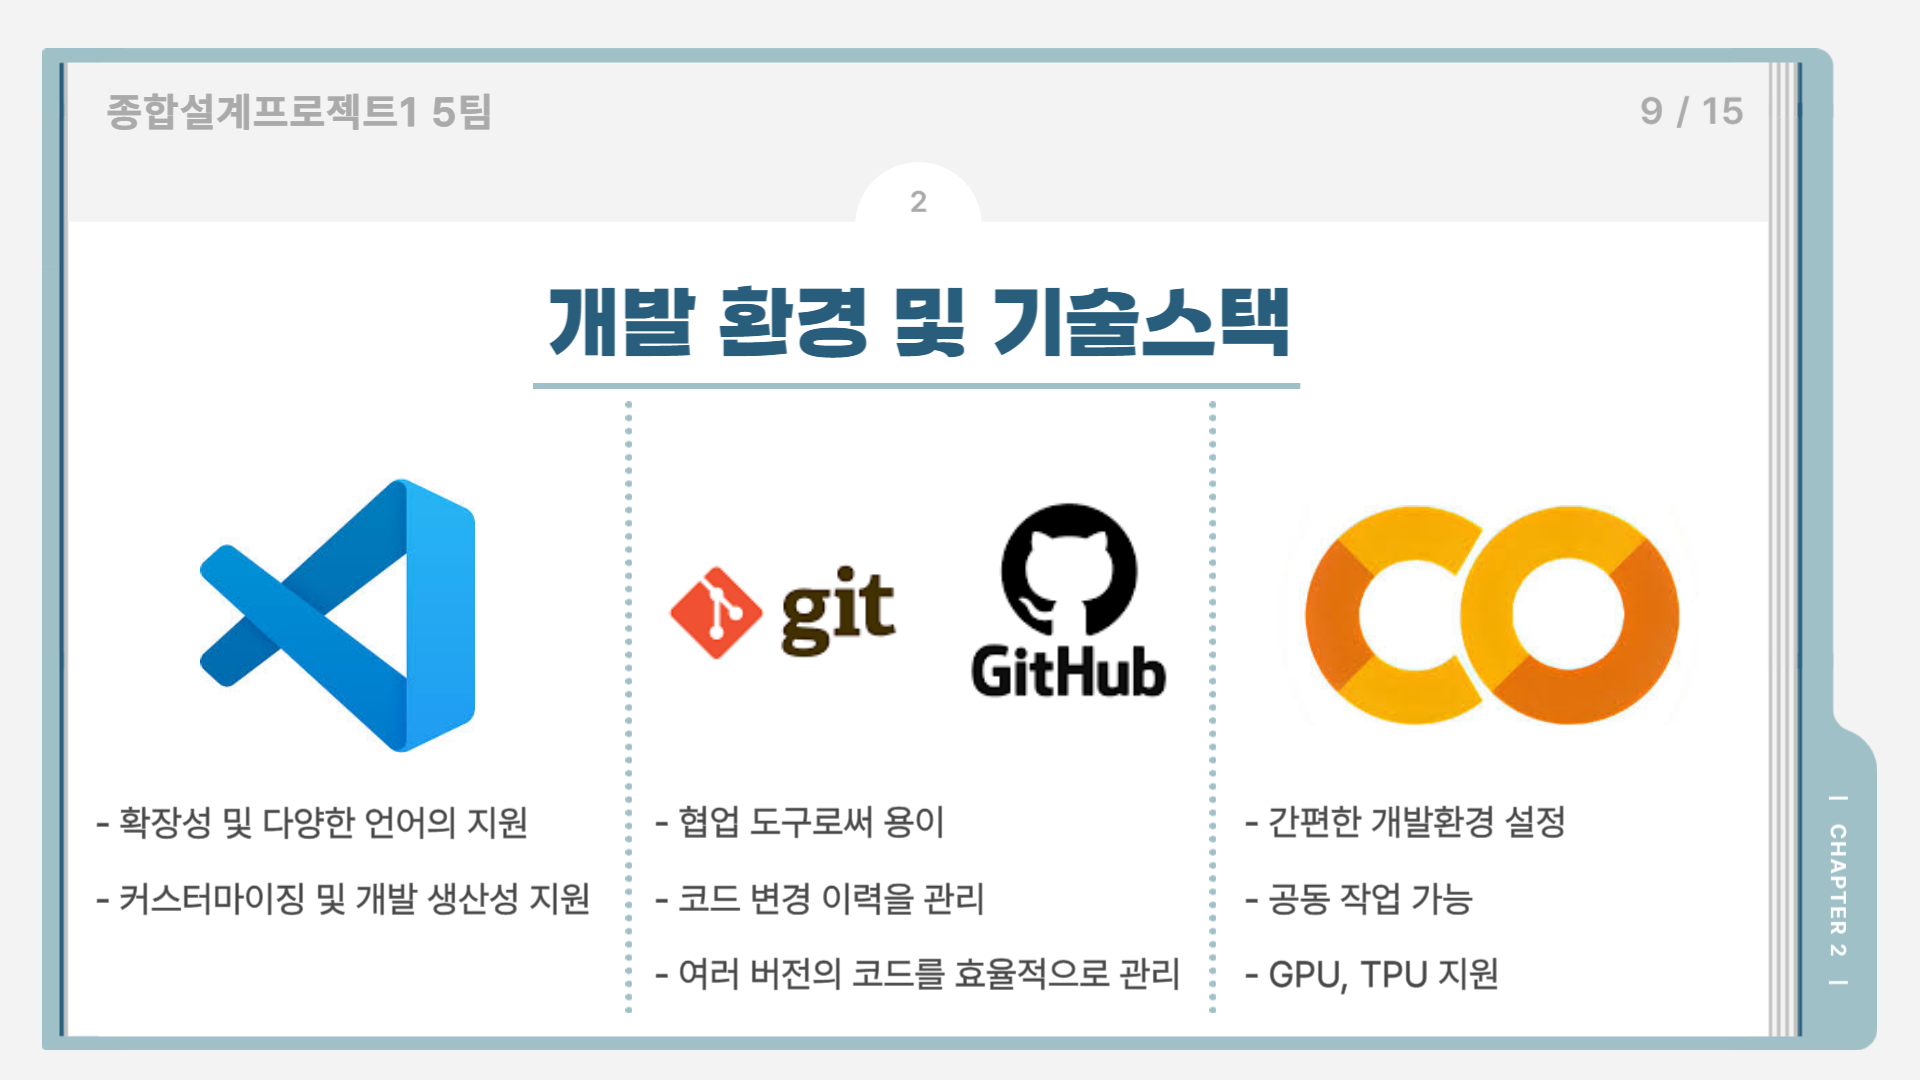 종합설계프로젝트1 5팀
9 / 15
2
개발 환경 및 기술스택
git
GitHub
- 확장성 및 다양한 언어의 지원
- 커스터마이징 및 개발 생산성 지원
- 협업 도구로써 용이
- 코드 변경 이력을 관리
- 여러 버전의 코드를 효율적으로 관리
- 간편한 개발환경 설정
- 공동 작업 가능
- GPU, TPU 지원
| CHAPTER 2 |